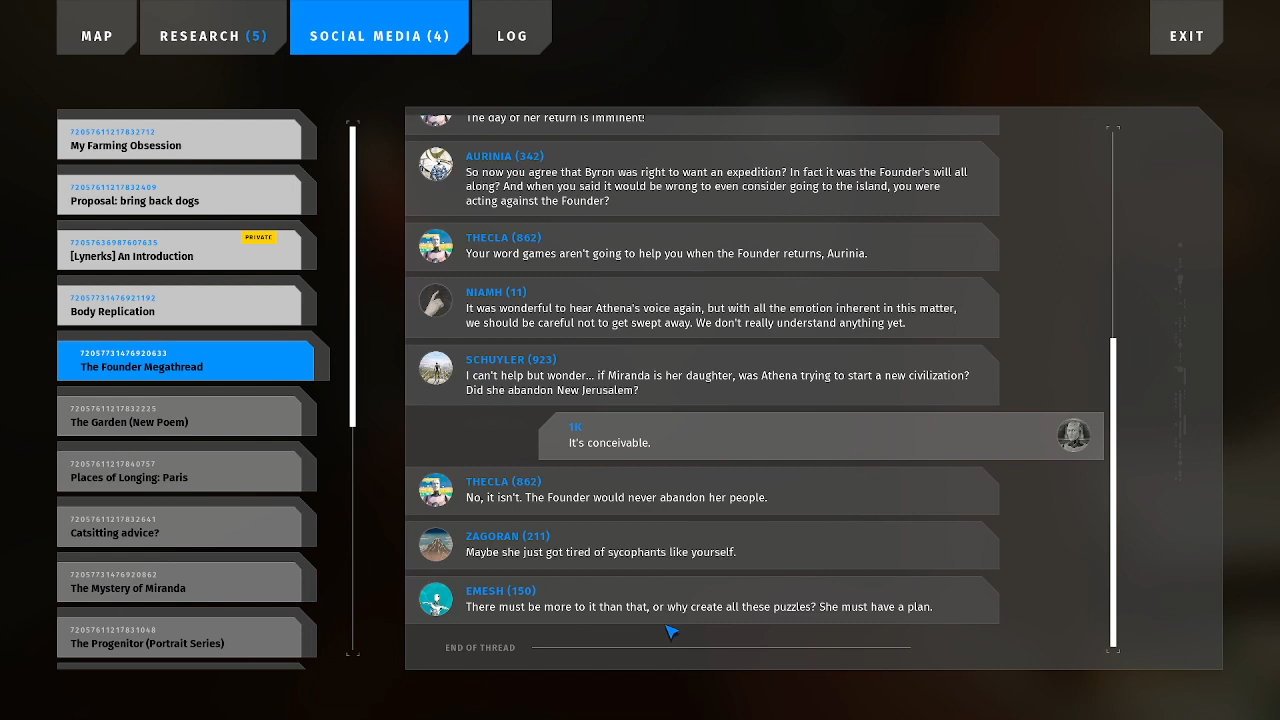 MAP
RESEARCH (5)
SOCIAL MEDIA (4)
LOG
EXIT
72057611217832712
My Farming Obsession
72057611217832409
Proposal: bring back dogs
PRIVATE
72057636987607635
[Lynerks] An Introduction
72057731476921192
Body Replication
72057731476920633
The Founder Megathread
72057611217832225
The Garden (New Poem)
72057611217840757
Places of Longing: Paris
72057611217832641
Catsitting advice?
72057731476920862
The Mystery of Miranda
72057611217831048
The Progenitor (Portrait Series)
The day of her return is imminent!
AURINIA (342)
So now you agree that Byron was right to want an expedition? In fact it was the Founder's will all
along? And when you said it would be wrong to even consider going to the island, you were
acting against the Founder?
THECLA (862)
Your word games aren't going to help you when the Founder returns, Aurinia.
NIAMH (11)
It was wonderful to hear Athena's voice again, but with all the emotion inherent in this matter,
we should be careful not to get swept away. We don't really understand anything yet.
SCHUYLER (923)
I can't help but wonder... if Miranda is her daughter, was Athena trying to start a new civilization?
Did she abandon New Jerusalem?
1K
It's conceivable.
THECLA (862)
No, it isn't. The Founder would never abandon her people.
ZAGORAN (211)
Maybe she just got tired of sycophants like yourself.
EMESH (150)
There must be more to it than that, or why create all these puzzles? She must have a plan.
END OF THREAD